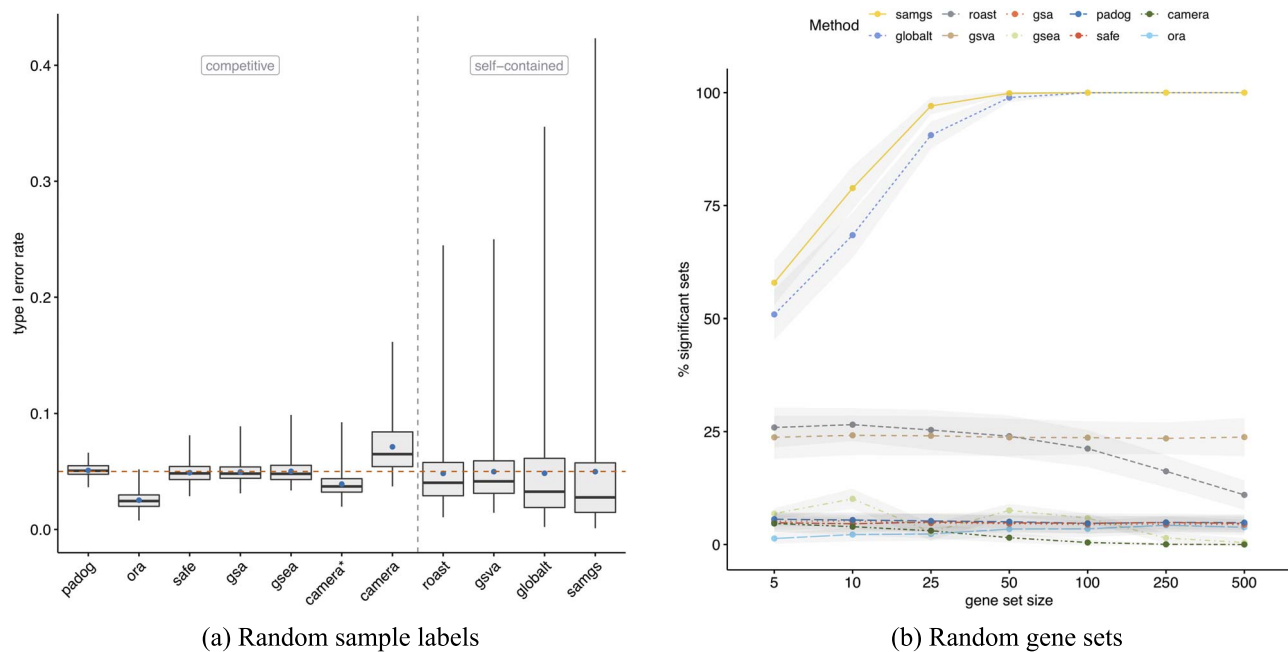 competitive
self-contained
0.4
0.3
0.2
0.1
0.0
type I error rate
padog
ora
safe
gsa
gsea
camera*
camera
roast
gsva
globalt
samgs
(a) Random sample labels
Method
samgs
roast
gsa
padog
camera
globalt
gsva
gsea
safe
ora
100
75
50
25
0
% significant sets
5
10
25
50
100
250
500
gene set size
(b) Random gene sets